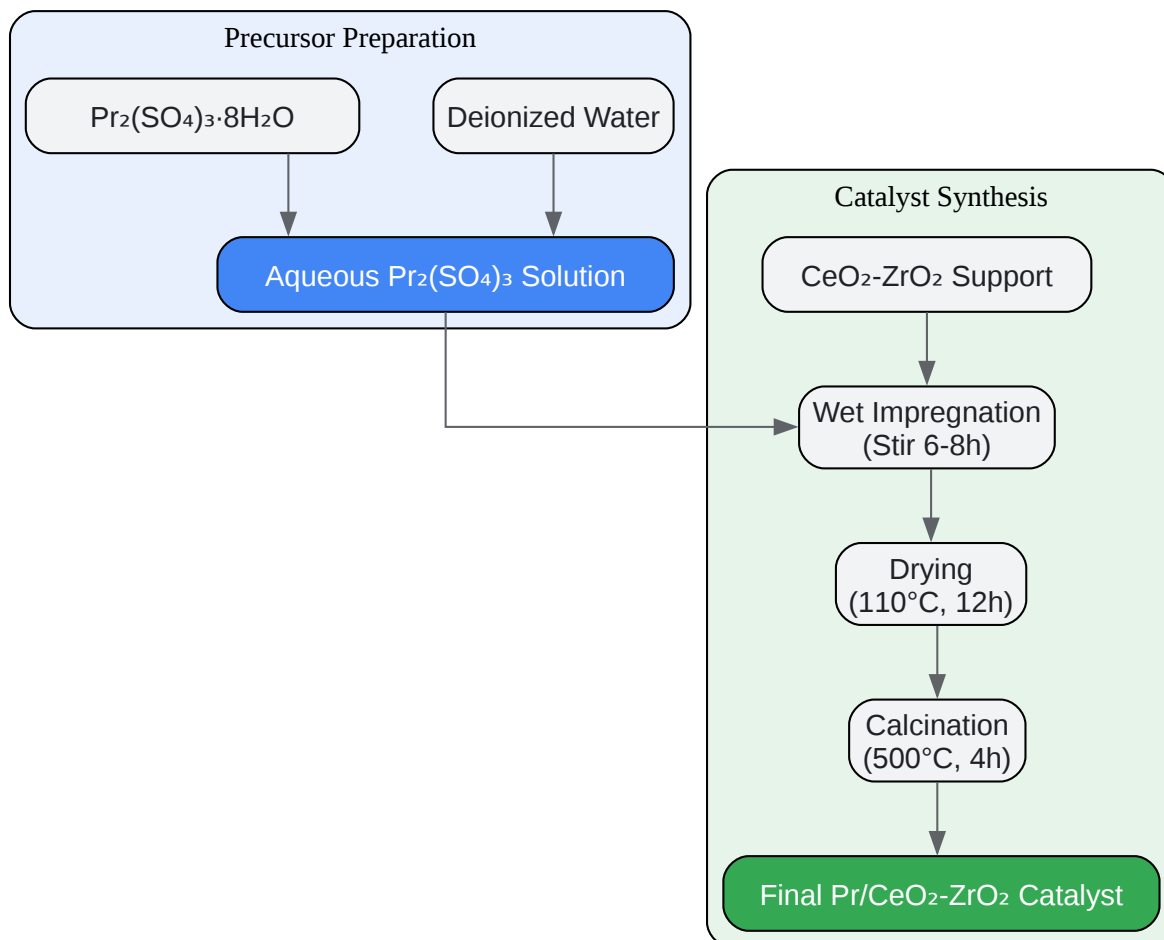 Precursor Preparation
Pr₂(SO₄)₃·8H₂O
Deionized Water
Aqueous Pr₂(SO₄)₃ Solution
Catalyst Synthesis
CeO₂-ZrO₂ Support
Wet Impregnation
(Stir 6-8h)
Drying
(110°C, 12h)
Calcination
(500°C, 4h)
Final Pr/CeO₂-ZrO₂ Catalyst